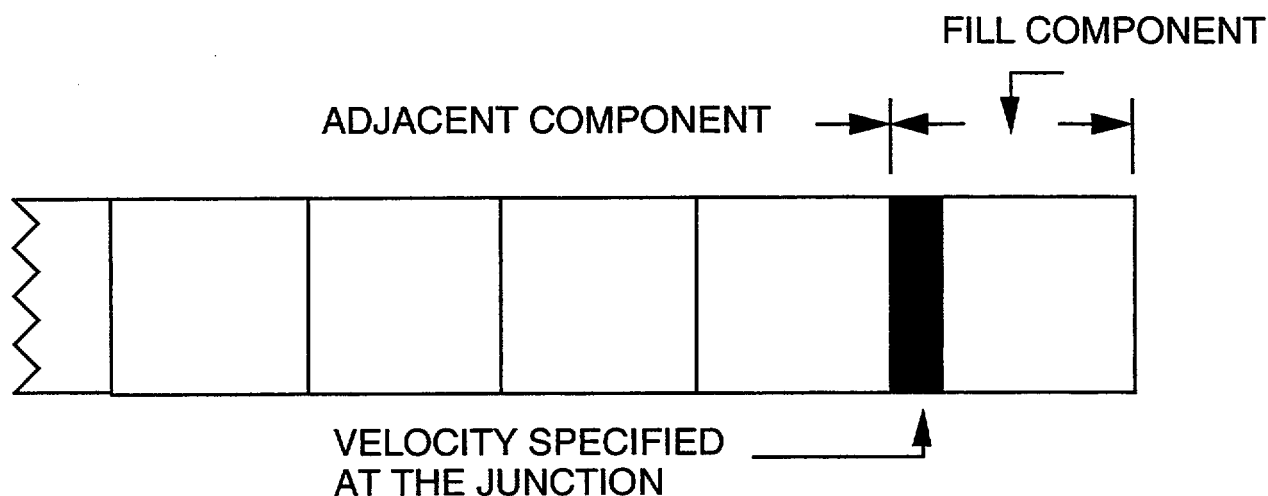 FILL COMPONENT
ADJACENT COMPONENT
VELOCITY SPECIFIED
AT THE JUNCTION